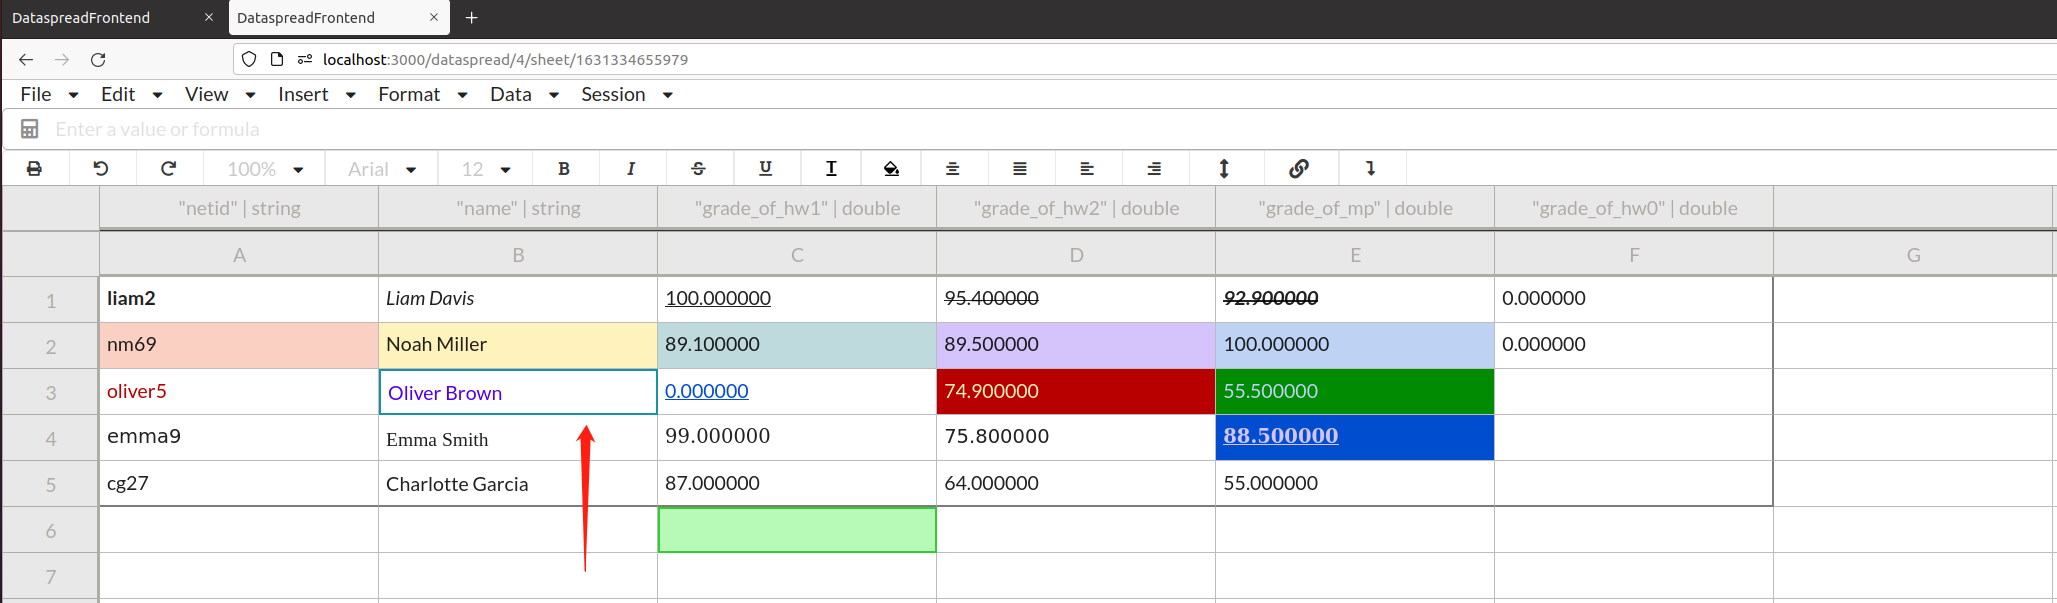 DataspreadFrontend × DataspreadFrontend × +
localhost:3000/dataspread/4/sheet/1631334655979
File Edit View Insert Format Data Session
Enter a value or formula
100% Arial 12 B I S U T
"netid" | string "name" | string "grade_of_hw1" | double "grade_of_hw2" | double "grade_of_mp" | double "grade_of_hw0" | double
A B C D E F G
1 liam2 Liam Davis 100.000000 95.400000 92.900000 0.000000
2 nm69 Noah Miller 89.100000 89.500000 100.000000 0.000000
3 oliver5 Oliver Brown 0.000000 74.900000 55.500000
4 emma9 Emma Smith 99.000000 75.800000 88.500000
5 cg27 Charlotte Garcia 87.000000 64.000000 55.000000
6
7